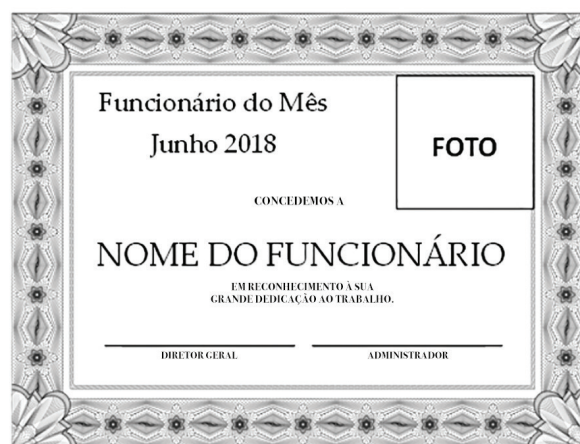 Funcionário do Mês
Junho 2018
FOTO
CONCEDEMOS A
NOME DO FUNCIONÁRIO
EM RECONHECIMENTO À SUA
GRANDE DEDICAÇÃO AO TRABALHO.
DIRETOR GERAL
ADMINISTRADOR